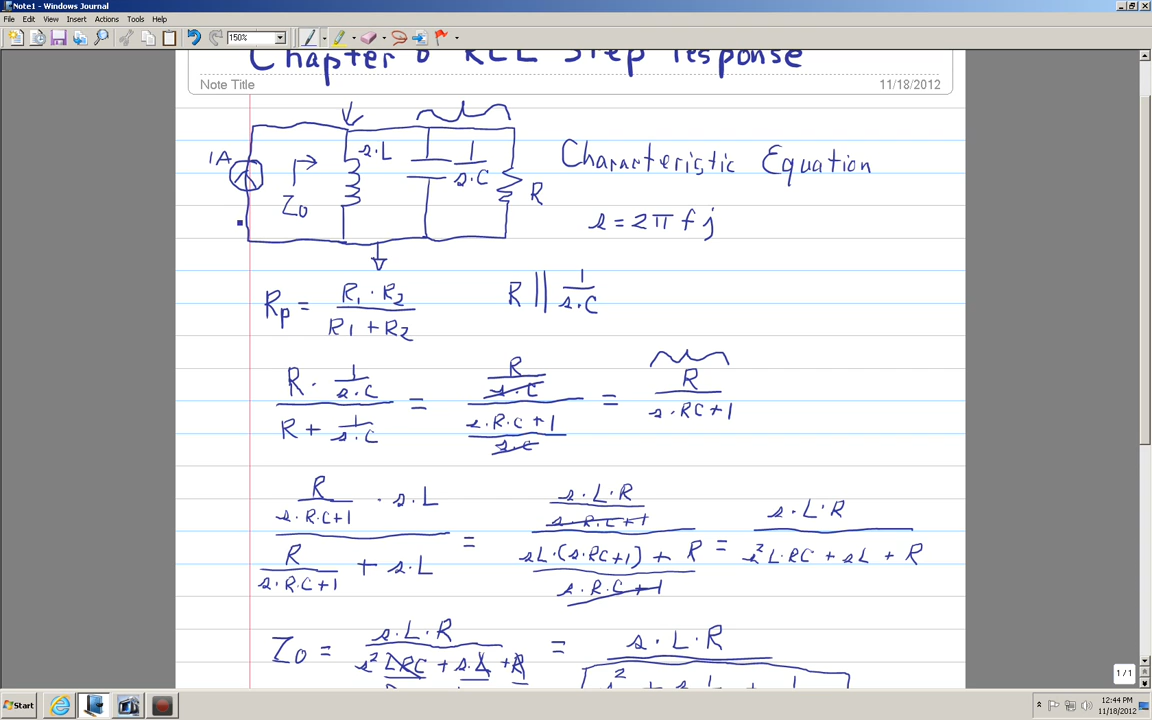 Note1 - Windows Journal
File Edit View Insert Actions Tools Help
150%
Chapter 8 RLC Step response
Note Title 11/18/2012
1A
Z0
s.L
1
s.C
R
Characteristic Equation
s = 2π f j
Rp = R1 · R2 / R1 + R2
R || 1 / s·C
R · 1 / s·C / R + 1 / s·C = R / s·C / s·R·C + 1 / s·C = R / s·RC+1
R / s·R·C+1 · s·L / R / s·R·C+1 + s·L = s·L·R / s·R·C+1 / sL·(s·RC+1) + R / s·R·C+1 = s·L·R / s² L·RC + sL + R
Z0 = s·L·R / s² LRC + s·L + R = s·L·R
1 / 1
Start
12:44 PM
11/18/2012